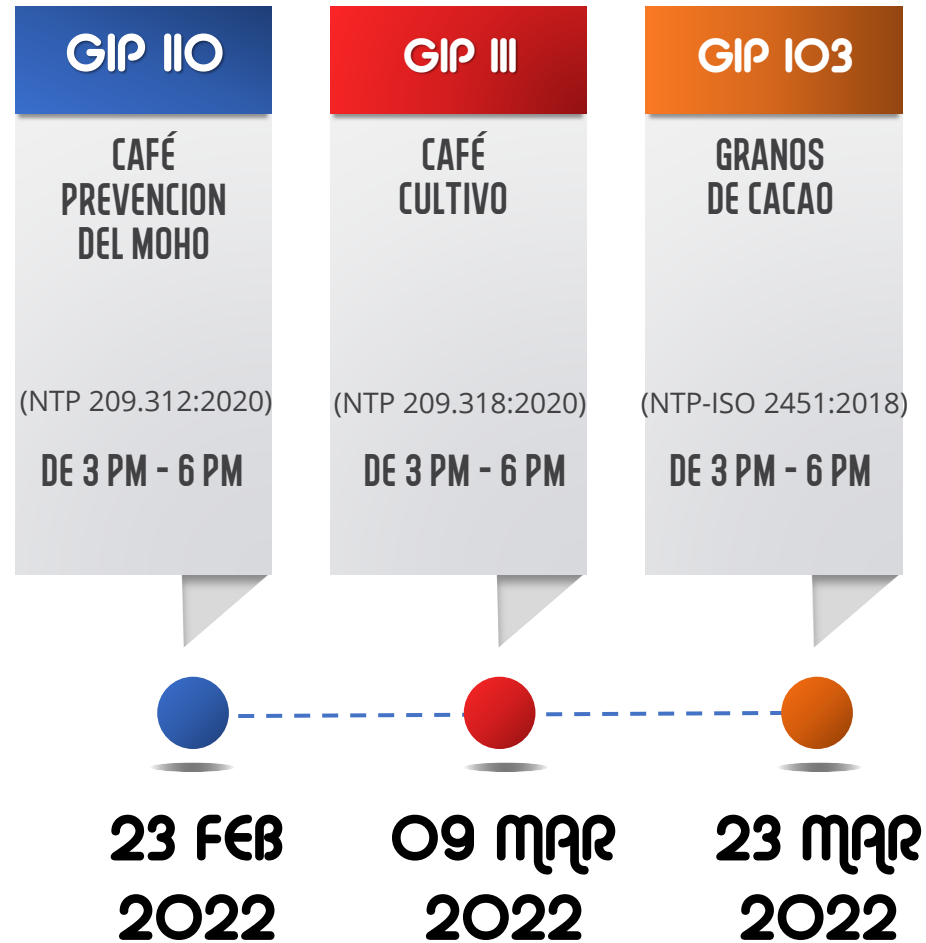 GIP 110
CAFÉ
PREVENCION
DEL MOHO
(NTP 209.312:2020)
DE 3 PM - 6 PM
23 FEB
2022
GIP 111
CAFÉ
CULTIVO
(NTP 209.318:2020)
DE 3 PM - 6 PM
09 MAR
2022
GIP 103
GRANOS
DE CACAO
(NTP-ISO 2451:2018)
DE 3 PM - 6 PM
23 MAR
2022